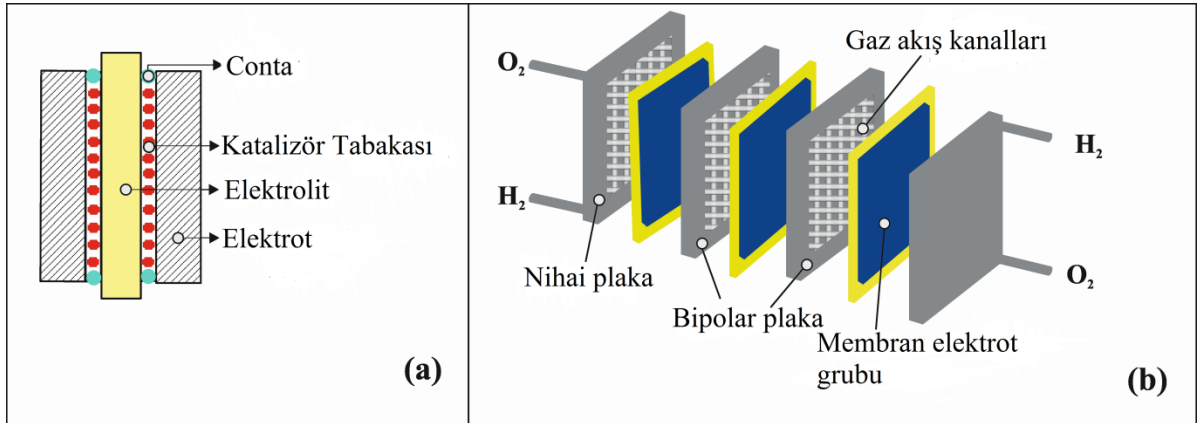 Conta
Katalizör Tabakası
Elektrolit
Elektrot
(a)
Gaz akış kanalları
O₂
H₂
H₂
O₂
Nihai plaka
Bipolar plaka
Membran elektrot
grubu
(b)